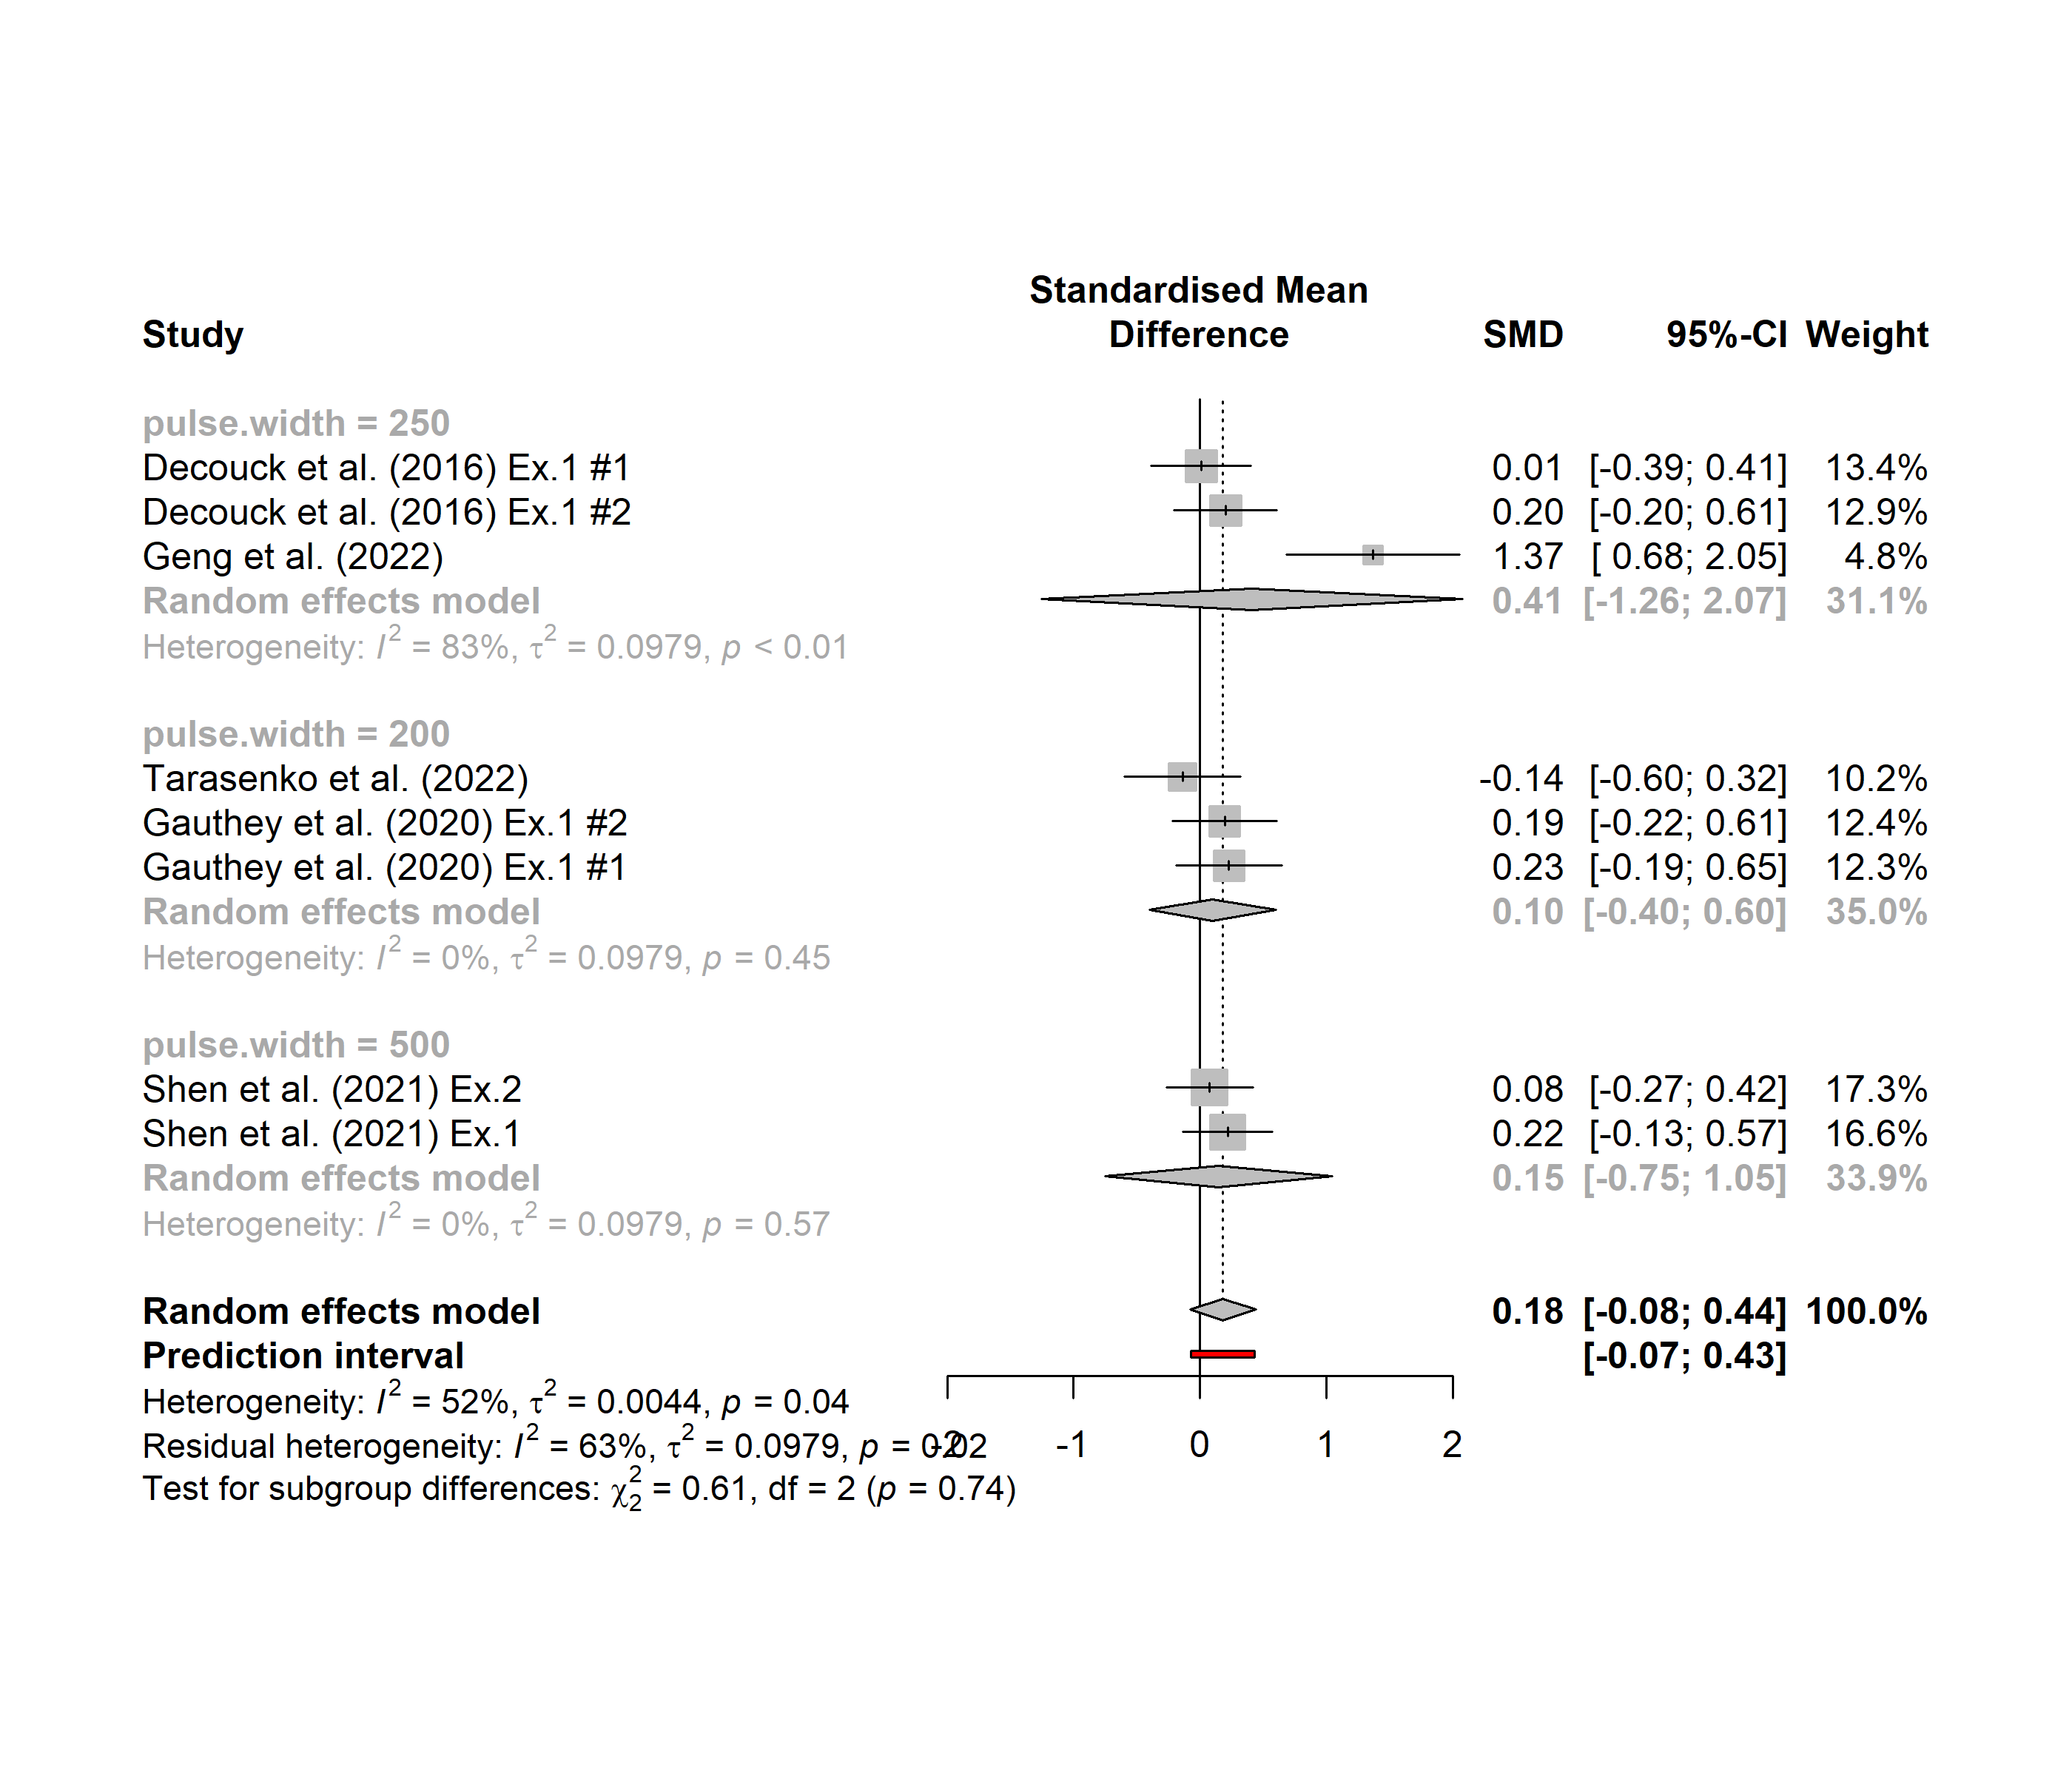 Standardised Mean
Study Difference SMD 95%-CI Weight
pulse.width = 250
Decouck et al. (2016) Ex.1 #1 0.01 [-0.39; 0.41] 13.4%
Decouck et al. (2016) Ex.1 #2 0.20 [-0.20; 0.61] 12.9%
Geng et al. (2022) 1.37 [ 0.68; 2.05] 4.8%
Random effects model 0.41 [-1.26; 2.07] 31.1%
Heterogeneity: I² = 83%, τ² = 0.0979, p < 0.01
pulse.width = 200
Tarasenko et al. (2022) -0.14 [-0.60; 0.32] 10.2%
Gauthey et al. (2020) Ex.1 #2 0.19 [-0.22; 0.61] 12.4%
Gauthey et al. (2020) Ex.1 #1 0.23 [-0.19; 0.65] 12.3%
Random effects model 0.10 [-0.40; 0.60] 35.0%
Heterogeneity: I² = 0%, τ² = 0.0979, p = 0.45
pulse.width = 500
Shen et al. (2021) Ex.2 0.08 [-0.27; 0.42] 17.3%
Shen et al. (2021) Ex.1 0.22 [-0.13; 0.57] 16.6%
Random effects model 0.15 [-0.75; 1.05] 33.9%
Heterogeneity: I² = 0%, τ² = 0.0979, p = 0.57
Random effects model 0.18 [-0.08; 0.44] 100.0%
Prediction interval [-0.07; 0.43]
Heterogeneity: I² = 52%, τ² = 0.0044, p = 0.04
Residual heterogeneity: I² = 63%, τ² = 0.0979, p = 0.02 -2 -1 0 1 2
Test for subgroup differences: χ²₂ = 0.61, df = 2 (p = 0.74)